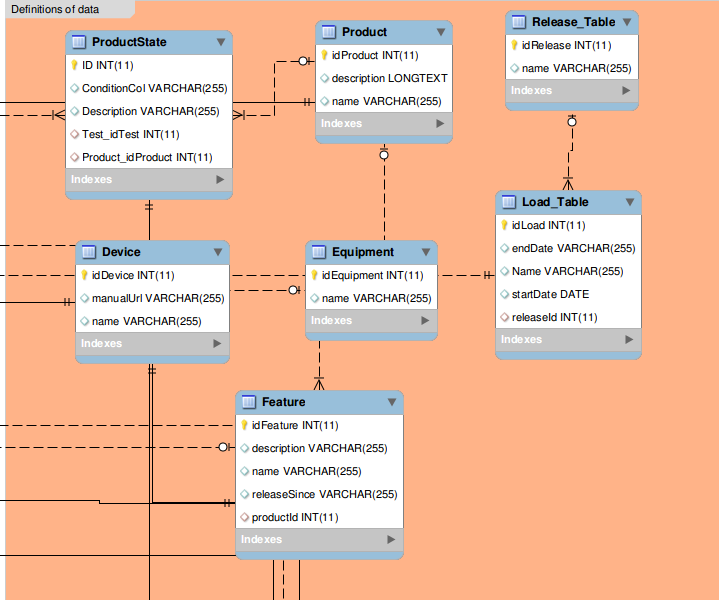 Definitions of data
ProductState
ID INT(11)
ConditionCol VARCHAR(255)
Description VARCHAR(255)
Test_idTest INT(11)
Product_idProduct INT(11)
Indexes
Product
idProduct INT(11)
description LONGTEXT
name VARCHAR(255)
Indexes
Release_Table
idRelease INT(11)
name VARCHAR(255)
Indexes
Device
idDevice INT(11)
manualUrl VARCHAR(255)
name VARCHAR(255)
Indexes
Equipment
idEquipment INT(11)
name VARCHAR(255)
Indexes
Load_Table
idLoad INT(11)
endDate VARCHAR(255)
Name VARCHAR(255)
startDate DATE
releaseId INT(11)
Indexes
Feature
idFeature INT(11)
description VARCHAR(255)
name VARCHAR(255)
releaseSince VARCHAR(255)
productId INT(11)
Indexes